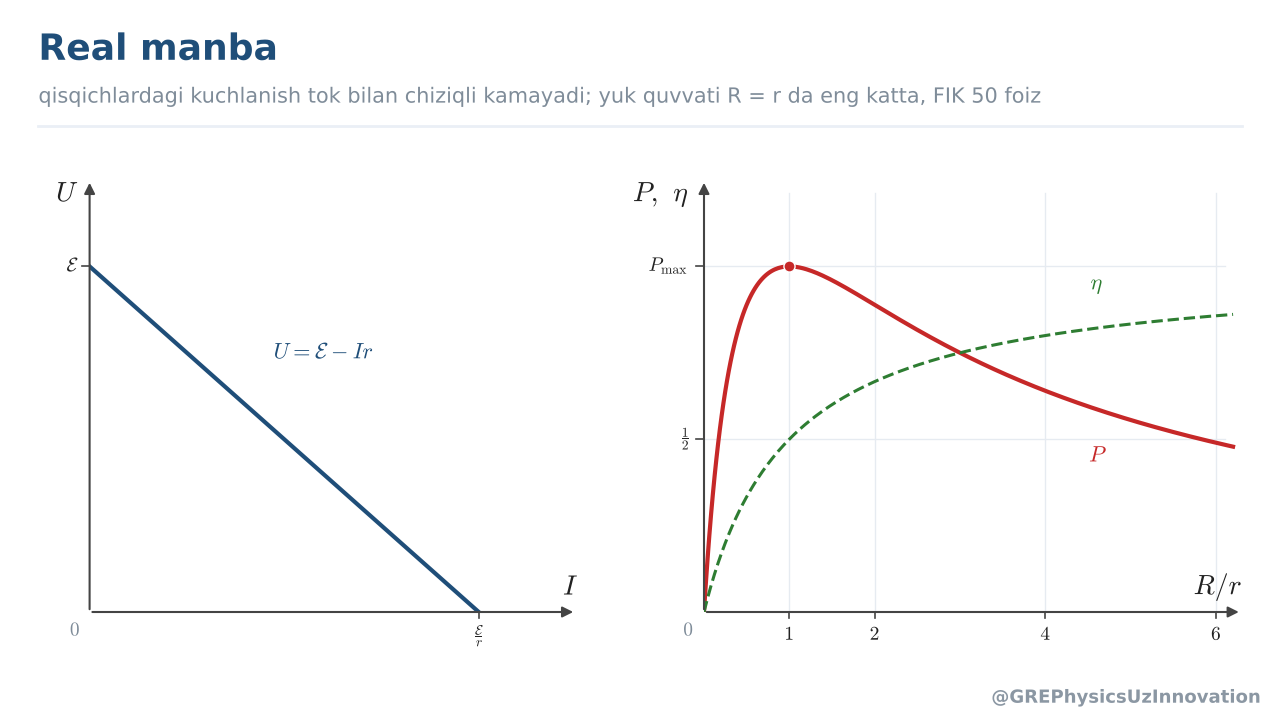 Real manba
qisqichlardagi kuchlanish tok bilan chiziqli kamayadi; yuk quvvati R = r da eng katta, FIK 50 foiz
U
ℰ
U = ℰ − Ir
I
0
ℰ/r
P, η
P_max
η
1/2
P
R/r
0
1
2
4
6
@GREPhysicsUzInnovation